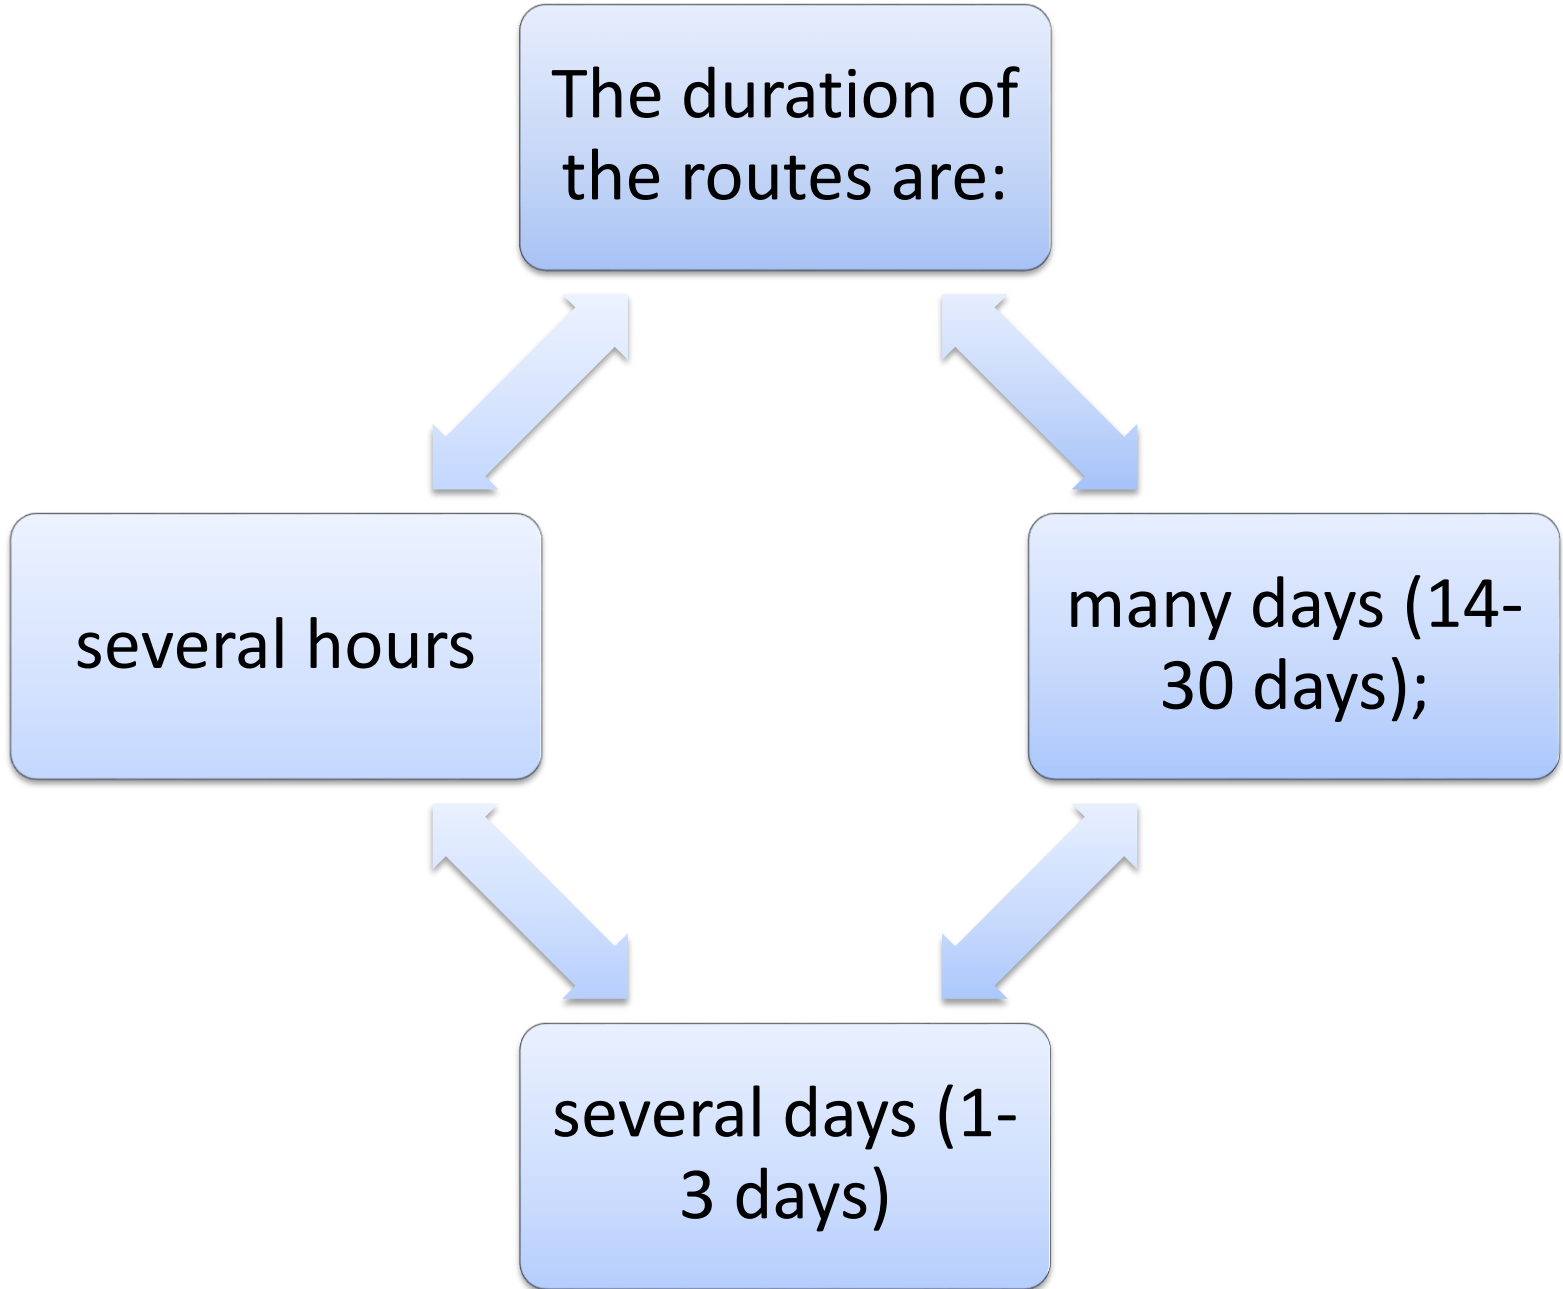 The duration of
the routes are:
several hours
many days (14-
30 days);
several days (1-
3 days)